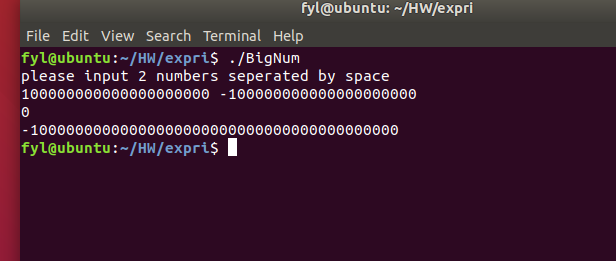 fyl@ubuntu: ~/HW/expri
File Edit View Search Terminal Help
fyl@ubuntu:~/HW/expri$ ./BigNum
please input 2 numbers seperated by space
100000000000000000000 -100000000000000000000
0
-10000000000000000000000000000000000000000
fyl@ubuntu:~/HW/expri$